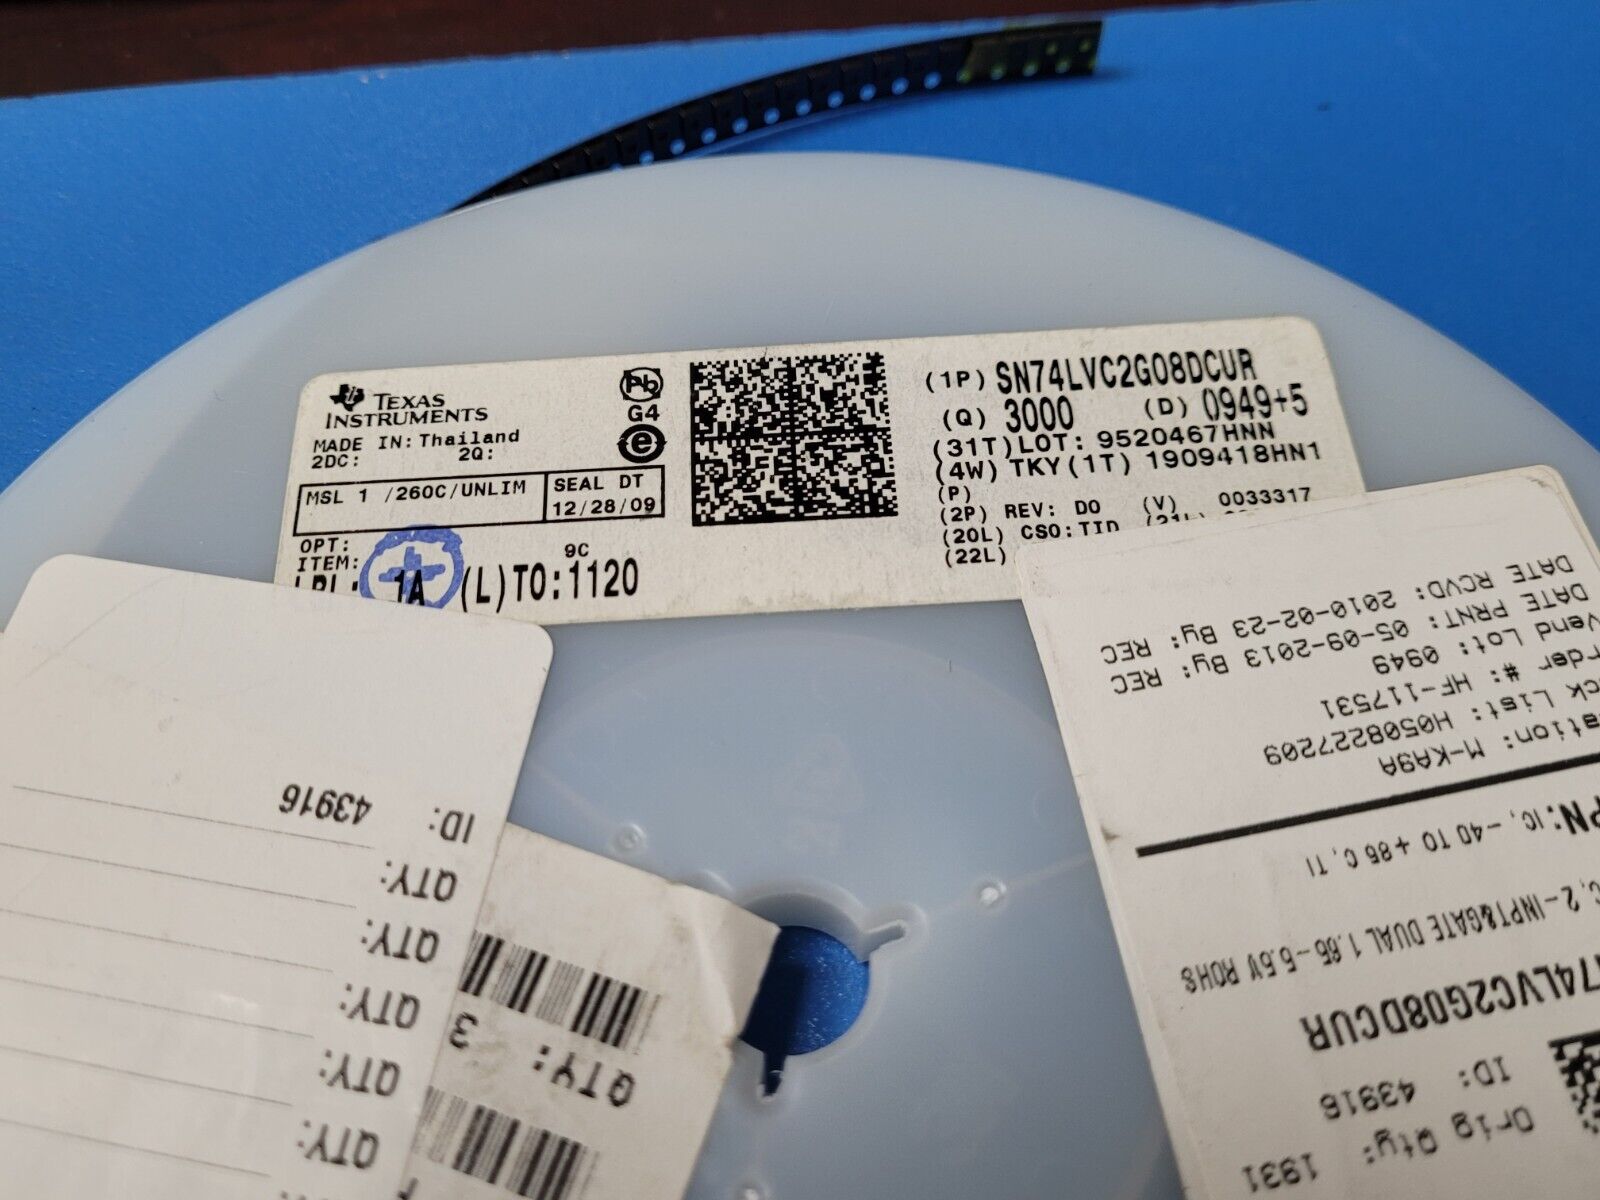 TEXAS
INSTRUMENTS
MADE IN: Thailand
2DC: 2Q:
MSL 1 /260C/UNLIM
SEAL DT
12/28/09
OPT:
ITEM:
LBL: 1A (L)TO:1120
9C
Pb
G4
e
(1P) SN74LVC2G08DCUR
(Q) 3000 (D) 0949+5
(31T)LOT: 9520467HNN
(4W) TKY(1T) 1909418HN1
(P)
(2P) REV: D0 (V) 0033317
(20L) CSO:TID (21L)
(22L)
ID: 43916
QTY:
QTY:
QTY:
QTY:
QTY:
QTY: 3
Orig Qty: 1931
ID: 43916
74LVC2G08DCUR
2-INPT&GATE DUAL 1.65-5.5V ROHS
PN: IC, -40 TO +85 C, TI
ation: M-KA9A
ck List: H0508227209
rder #: HF-117531
Vend Lot: 0949
DATE PRNT: 05-09-2013 By: REC
DATE RCVD: 2010-02-23 By: REC